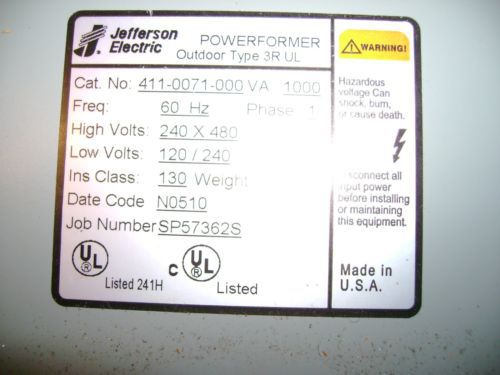 Jefferson Electric
POWERFORMER
Outdoor Type 3R UL
Cat. No: 411-0071-000 VA 1000
Freq: 60 Hz Phase 1
High Volts: 240 X 480
Low Volts: 120 / 240
Ins Class: 130 Weight
Date Code N0510
Job Number SP57362S
UL R
Listed 241H
C UL R
Listed
WARNING!
Hazardous
voltage Can
shock, burn,
or cause death.
Disconnect all
input power
before installing
or maintaining
this equipment.
Made in
U.S.A.